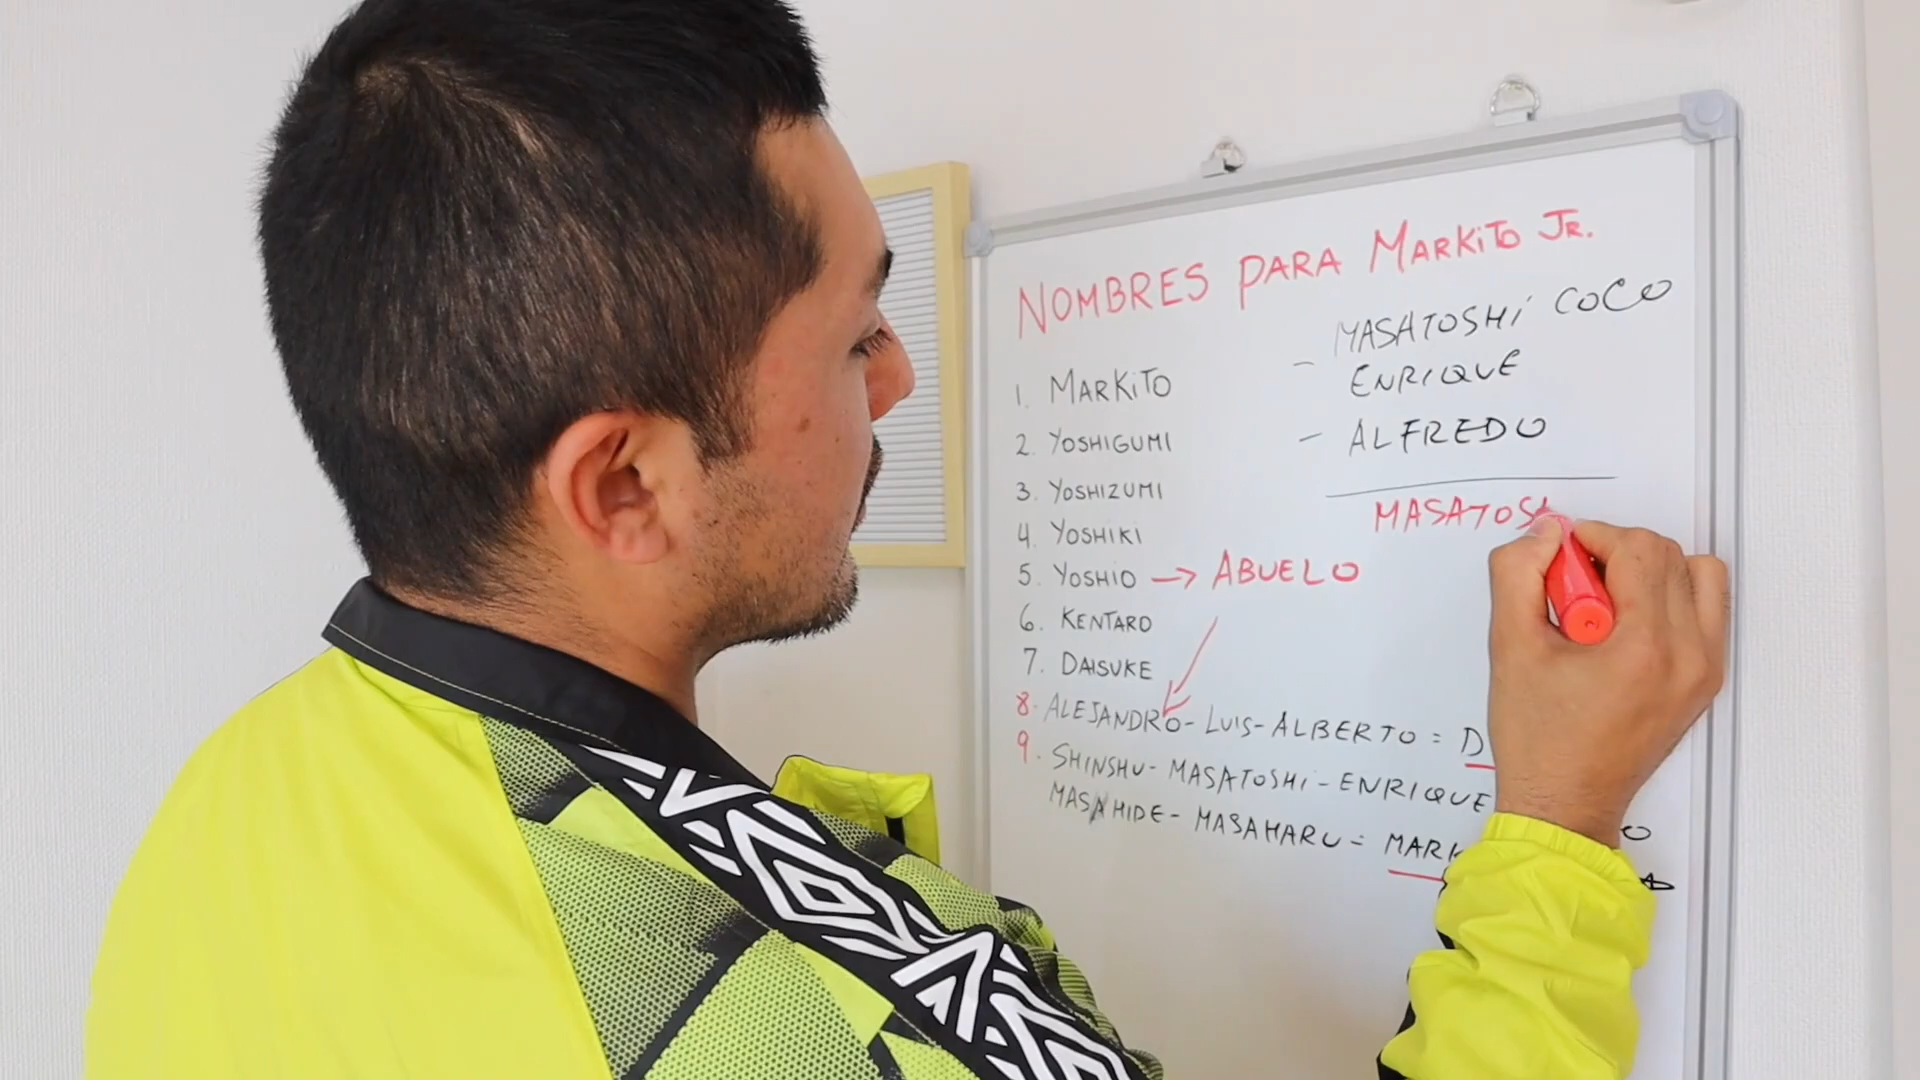 NOMBRES PARA MARKITO JR.
1. MARKITO
2. YOSHIGUMI
3. YOSHIZUMI
4. YOSHIKI
5. YOSHIO → ABUELO
6. KENTARO
7. DAISUKE
8. ALEJANDRO-LUIS-ALBERTO =
9. SHINSHU-MASATOSHI-ENRIQUE
MASAHIDE-MASAHARU =
- MASATOSHI COCO
ENRIQUE
- ALFREDO
MASATOS